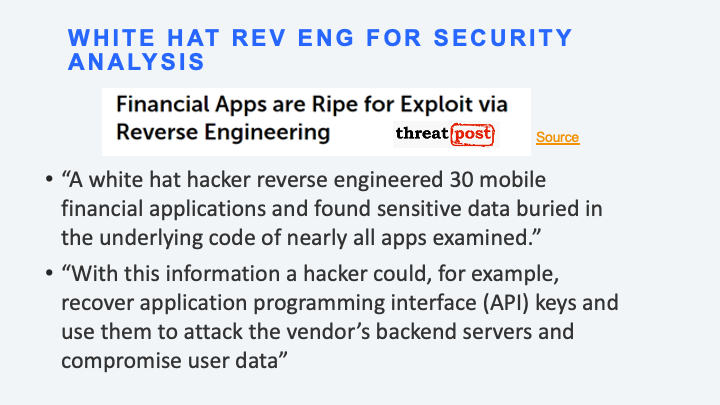 WHITE HAT REV ENG FOR SECURITY
ANALYSIS
Financial Apps are Ripe for Exploit via
Reverse Engineering
threat post
Source
• “A white hat hacker reverse engineered 30 mobile
financial applications and found sensitive data buried in
the underlying code of nearly all apps examined.”
• “With this information a hacker could, for example,
recover application programming interface (API) keys and
use them to attack the vendor’s backend servers and
compromise user data”